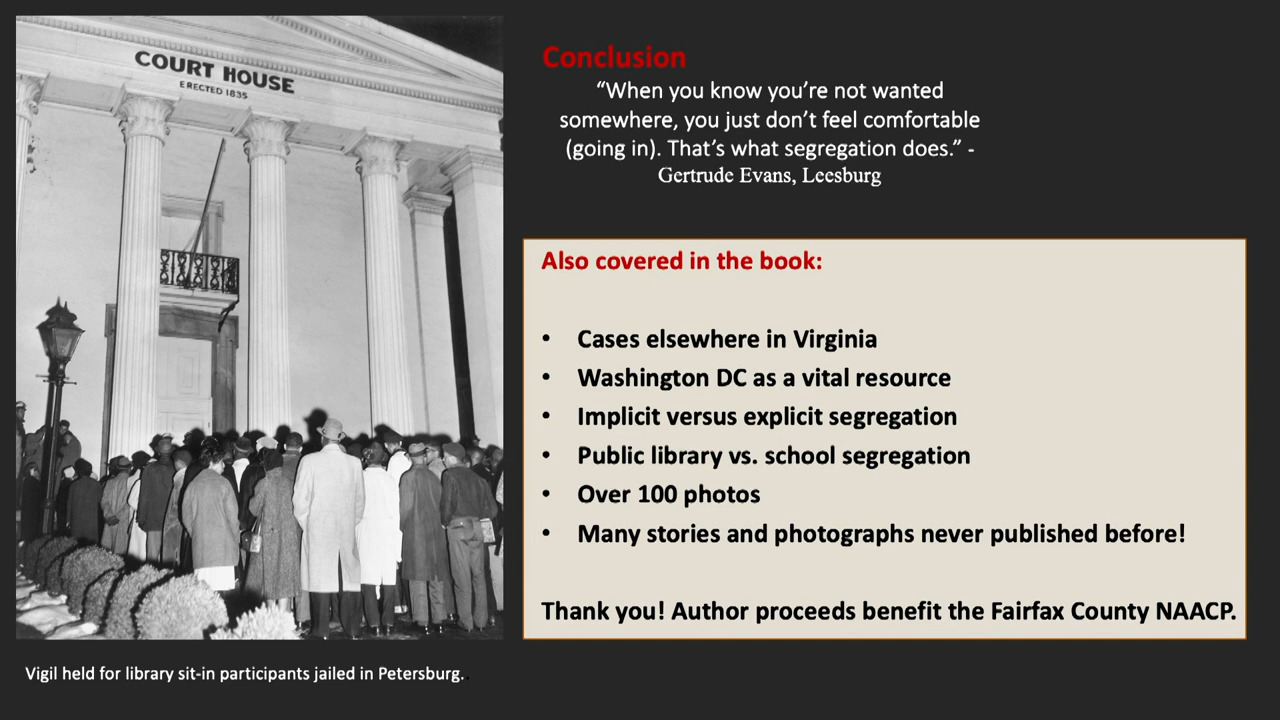 COURT HOUSE
ERECTED 1835
Conclusion
“When you know you’re not wanted
somewhere, you just don’t feel comfortable
(going in). That’s what segregation does.” -
Gertrude Evans, Leesburg
Also covered in the book:
• Cases elsewhere in Virginia
• Washington DC as a vital resource
• Implicit versus explicit segregation
• Public library vs. school segregation
• Over 100 photos
• Many stories and photographs never published before!
Thank you! Author proceeds benefit the Fairfax County NAACP.
Vigil held for library sit-in participants jailed in Petersburg..